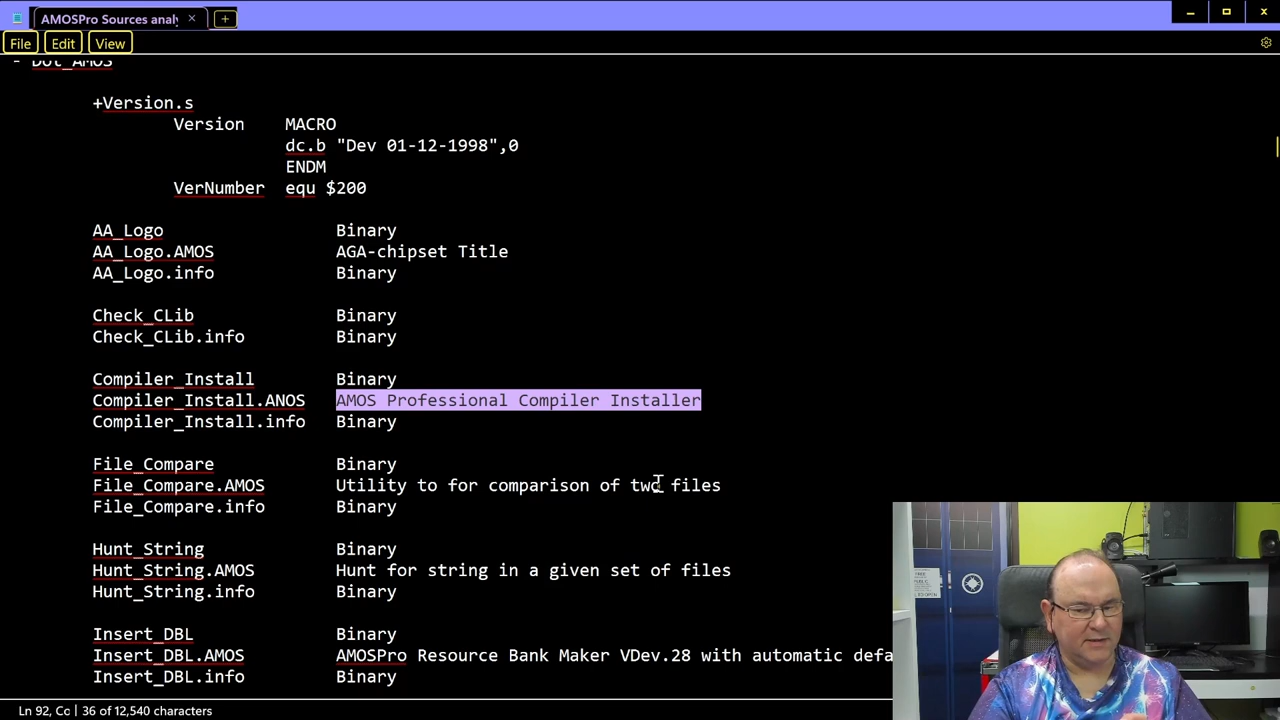 AMOSPro Sources analy
File Edit View
- Dot_AMOS
+Version.s
Version MACRO
dc.b "Dev 01-12-1998",0
ENDM
VerNumber equ $200
AA_Logo Binary
AA_Logo.AMOS AGA-chipset Title
AA_Logo.info Binary
Check_CLib Binary
Check_CLib.info Binary
Compiler_Install Binary
Compiler_Install.ANOS AMOS Professional Compiler Installer
Compiler_Install.info Binary
File_Compare Binary
File_Compare.AMOS Utility to for comparison of two files
File_Compare.info Binary
Hunt_String Binary
Hunt_String.AMOS Hunt for string in a given set of files
Hunt_String.info Binary
Insert_DBL Binary
Insert_DBL.AMOS AMOSPro Resource Bank Maker VDev.28 with automatic defa
Insert_DBL.info Binary
Ln 92, Cc 36 of 12,540 characters